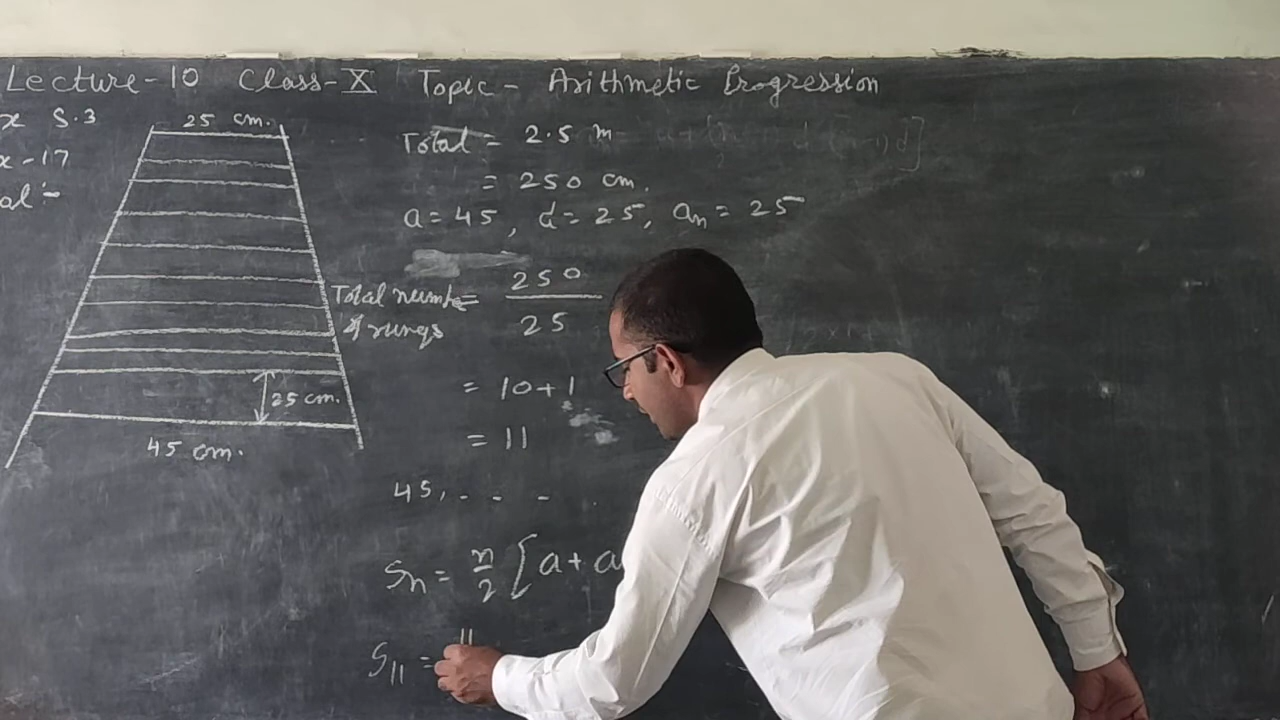 Lecture-10 Class-X Topic- Arithmetic Progression
x 5.3
x-17
al:-
25 cm.
25 cm.
45 cm.
Total = 2.5 m
= 250 cm.
a = 45, d = 25, an = 25
Total numbe = 250/25
of rungs
= 10+1
= 11
45, - - - .
Sn = n/2 [a + a
S11 = 11